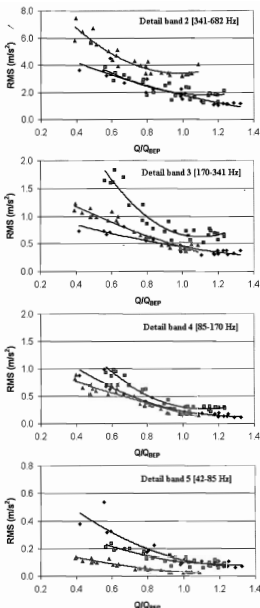 8.0
Detail band 2 [341-682 Hz]
6.0
4.0
2.0
0.0
RMS (m/s²)
0.2 0.4 0.6 0.8 1.0 1.2 1.4
Q/Q_BEP
2.0
Detail band 3 [170-341 Hz]
1.5
1.0
0.5
0.0
RMS (m/s²)
0.2 0.4 0.6 0.8 1.0 1.2 1.4
Q/Q_BEP
2.0
Detail band 4 [85-170 Hz]
1.5
1.0
0.5
0.0
RMS (m/s²)
0.2 0.4 0.6 0.8 1.0 1.2 1.4
Q/Q_BEP
0.8
Detail band 5 [42-85 Hz]
0.6
0.4
0.2
0.0
RMS (m/s²)
0.2 0.4 0.6 0.8 1.0 1.2 1.4
Q/Q_BEP